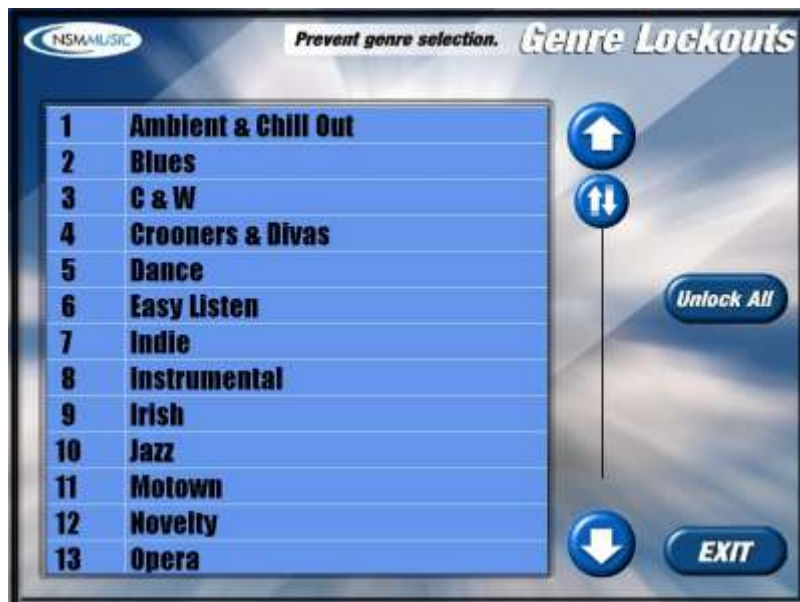 NSMMUSIC
Prevent genre selection.
Genre Lockouts
1 Ambient & Chill Out
2 Blues
3 C & W
4 Crooners & Divas
5 Dance
6 Easy Listen
7 Indie
8 Instrumental
9 Irish
10 Jazz
11 Motown
12 Novelty
13 Opera
Unlock All
EXIT